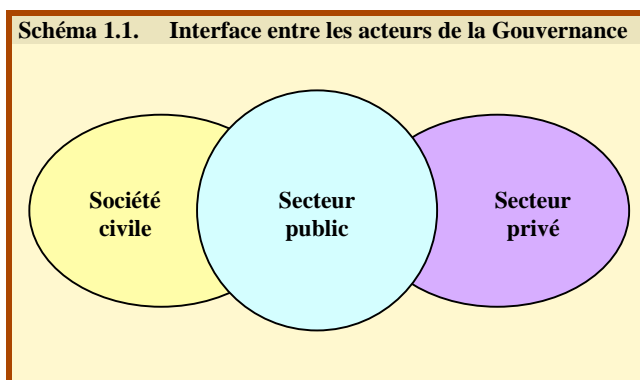 Schéma 1.1. Interface entre les acteurs de la Gouvernance
Société
civile
Secteur
public
Secteur
privé